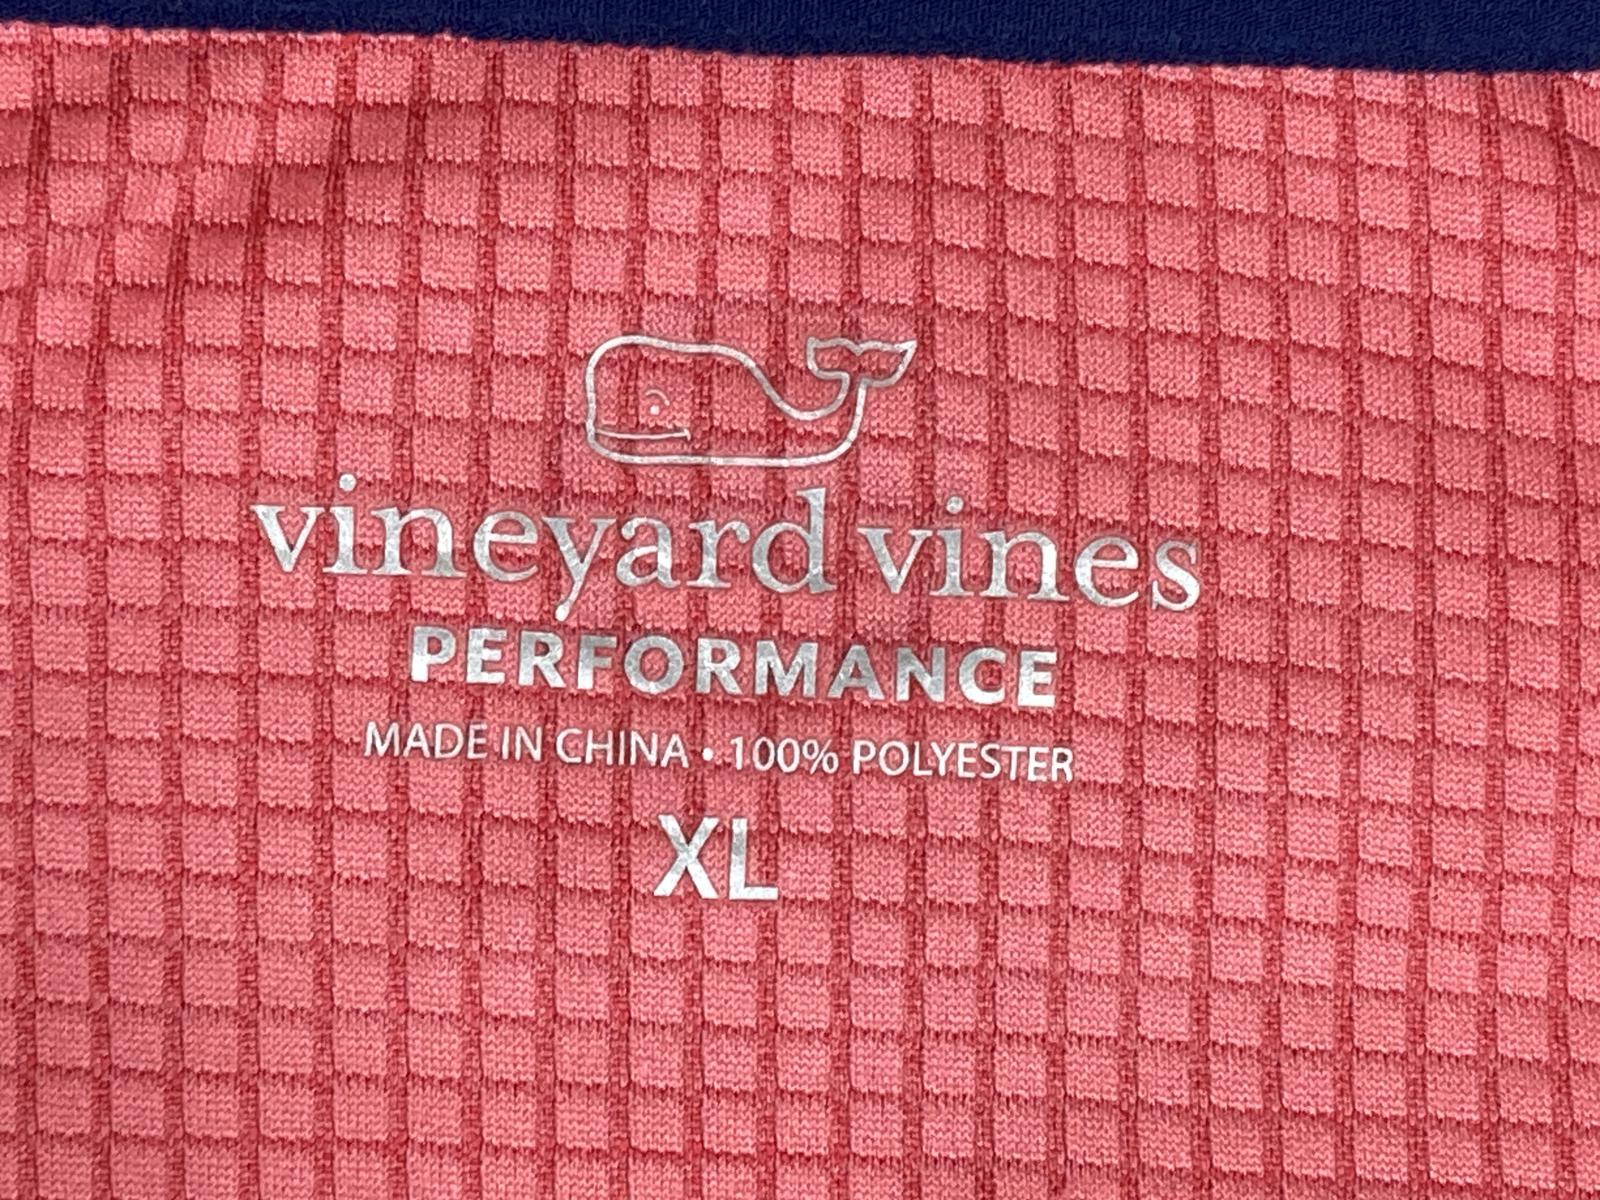 vineyard vines
PERFORMANCE
MADE IN CHINA • 100% POLYESTER
XL